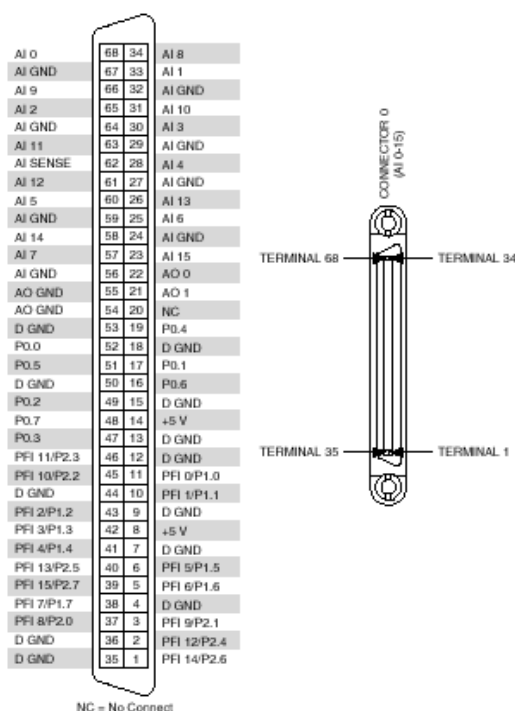 AI 0 68 34 AI 8
AI GND 67 33 AI 1
AI 9 66 32 AI GND
AI 2 65 31 AI 10
AI GND 64 30 AI 3
AI 11 63 29 AI GND
AI SENSE 62 28 AI 4
AI 12 61 27 AI GND
AI 5 60 26 AI 13
AI GND 59 25 AI 6
AI 14 58 24 AI GND
AI 7 57 23 AI 15
AI GND 56 22 AO 0
AO GND 55 21 AO 1
AO GND 54 20 NC
D GND 53 19 P0.4
P0.0 52 18 D GND
P0.5 51 17 P0.1
D GND 50 16 P0.6
P0.2 49 15 D GND
P0.7 48 14 +5 V
P0.3 47 13 D GND
PFI 11/P2.3 46 12 D GND
PFI 10/P2.2 45 11 PFI 0/P1.0
D GND 44 10 PFI 1/P1.1
PFI 2/P1.2 43 9 D GND
PFI 3/P1.3 42 8 +5 V
PFI 4/P1.4 41 7 D GND
PFI 13/P2.5 40 6 PFI 5/P1.5
PFI 15/P2.7 39 5 PFI 6/P1.6
PFI 7/P1.7 38 4 D GND
PFI 8/P2.0 37 3 PFI 9/P2.1
D GND 36 2 PFI 12/P2.4
D GND 35 1 PFI 14/P2.6
NC = No Connect
CONNECTOR 0
(AI 0-15)
TERMINAL 68 TERMINAL 34
TERMINAL 35 TERMINAL 1